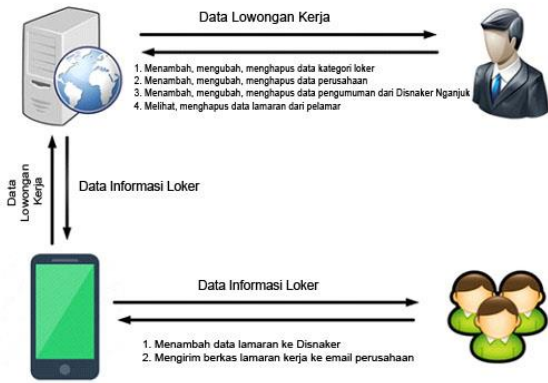 Data Lowongan Kerja
1. Menambah, mengubah, menghapus data kategori loker
2. Menambah, mengubah, menghapus data perusahaan
3. Menambah, mengubah, menghapus data pengumuman dari Disnaker Nganjuk
4. Melihat, menghapus data lamaran dari pelamar
Data
Lowongan
Kerja
Data Informasi Loker
Data Informasi Loker
1. Menambah data lamaran ke Disnaker
2. Mengirim berkas lamaran kerja ke email perusahaan